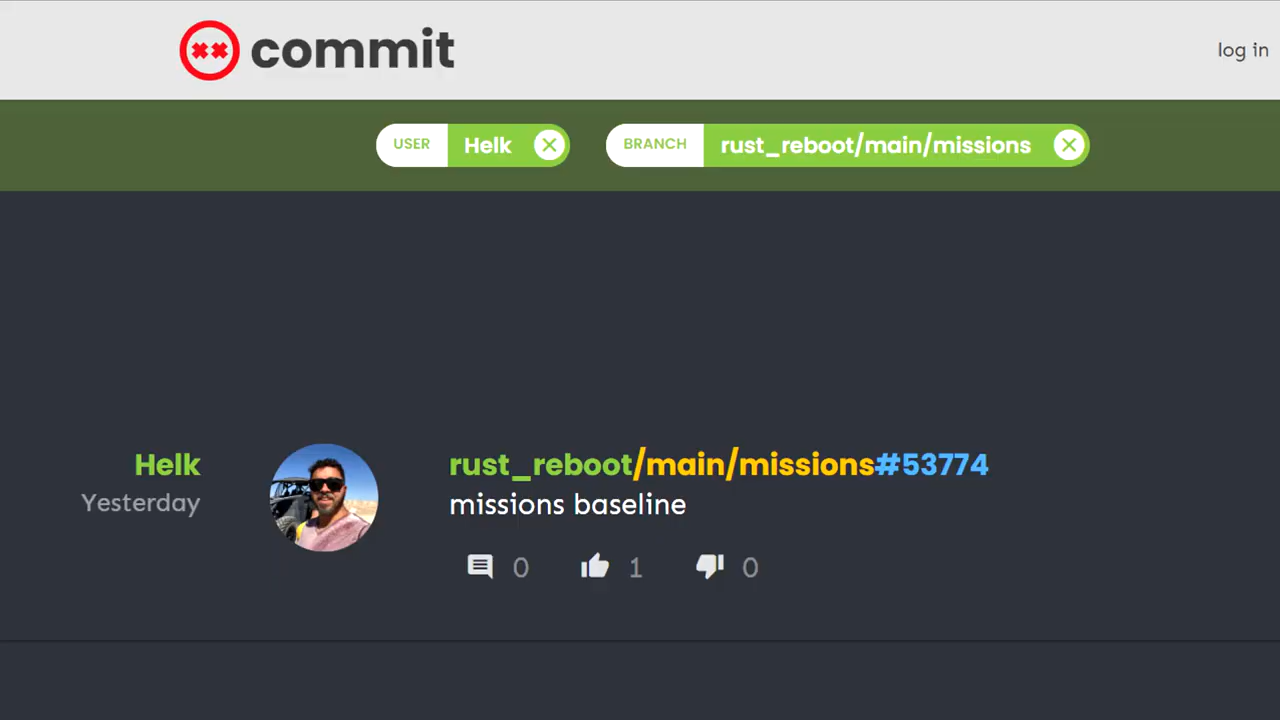 commit
log in
USER Helk
BRANCH rust_reboot/main/missions
Helk
Yesterday
rust_reboot/main/missions#53774
missions baseline
0 1 0